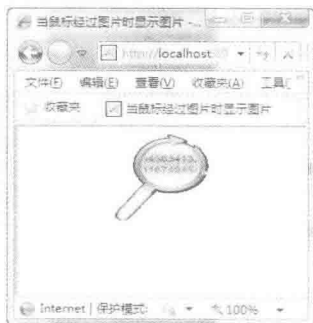 当鼠标经过图片时显示图片 -...
http://localhost
文件(F) 编辑(E) 查看(V) 收藏夹(A) 工具(
收藏夹 当鼠标经过图片时显示图片
Internet | 保护模式: 100%